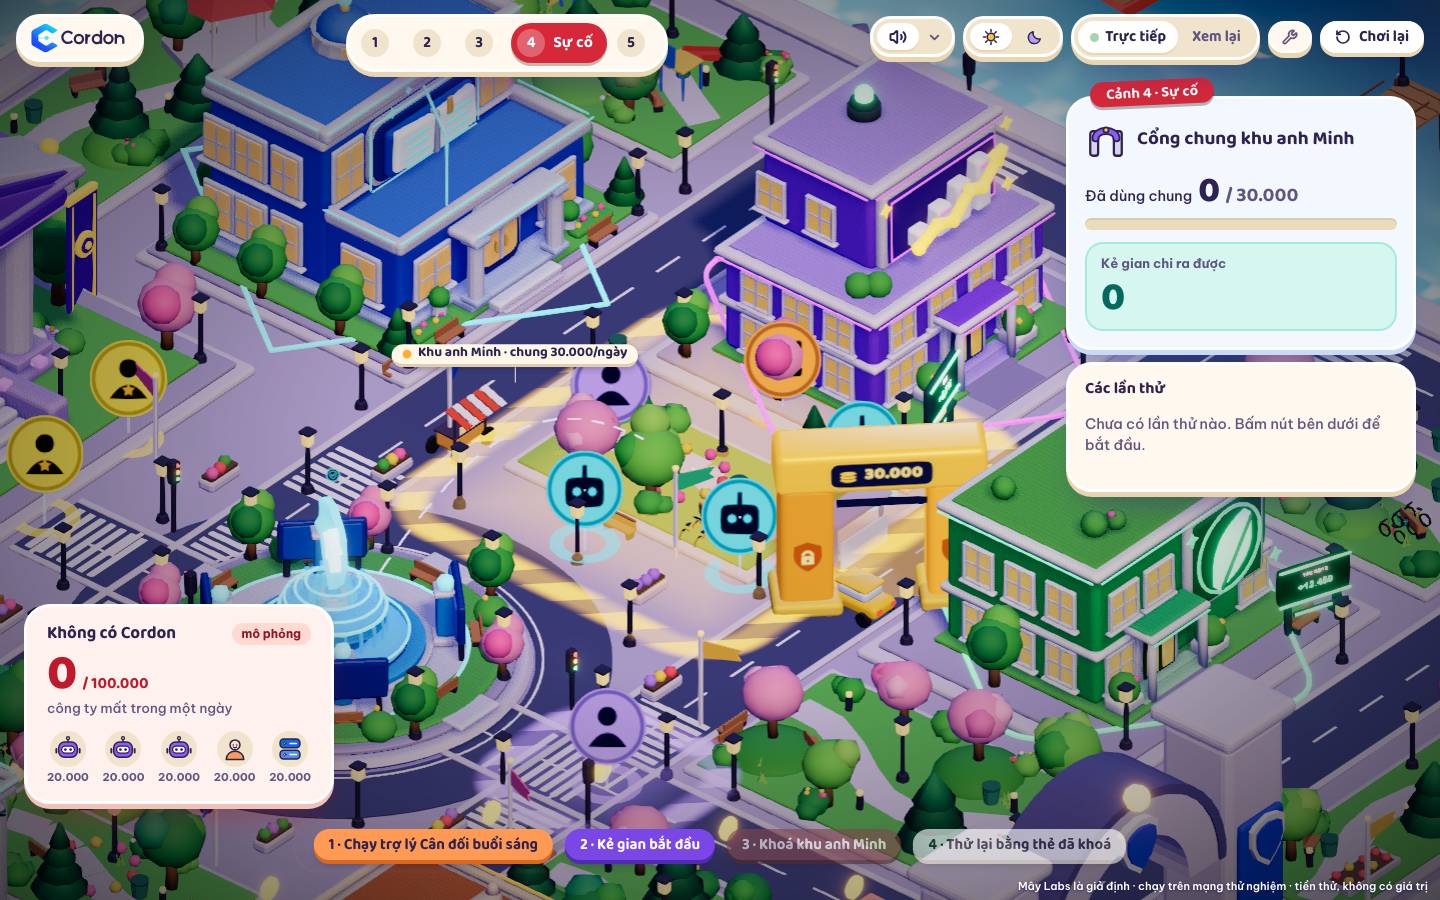 Cordon
1
2
3
4 Sự cố
5
Trực tiếp
Xem lại
Chơi lại
Cảnh 4 · Sự cố
Cổng chung khu anh Minh
Đã dùng chung 0 / 30.000
Kẻ gian chi ra được
0
Các lần thử
Chưa có lần thử nào. Bấm nút bên dưới để
bắt đầu.
Khu anh Minh · chung 30.000/ngày
30.000
+12.450
Không có Cordon
mô phỏng
0 / 100.000
công ty mất trong một ngày
20.000 20.000 20.000 20.000 20.000
1 · Chạy trợ lý Cân đối buổi sáng
2 · Kẻ gian bắt đầu
3 · Khoá khu anh Minh
4 · Thử lại bằng thẻ đã khoá
Mây Labs là giả định · chạy trên mạng thử nghiệm · tiền thử, không có giá trị